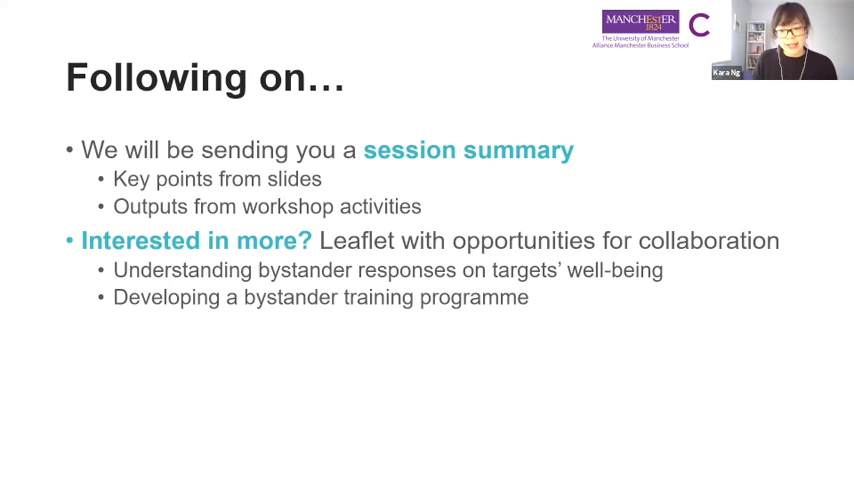 MANCHESTER
1824
The University of Manchester
Alliance Manchester Business School
Kara Ng
Following on…
• We will be sending you a session summary
• Key points from slides
• Outputs from workshop activities
• Interested in more? Leaflet with opportunities for collaboration
• Understanding bystander responses on targets’ well-being
• Developing a bystander training programme